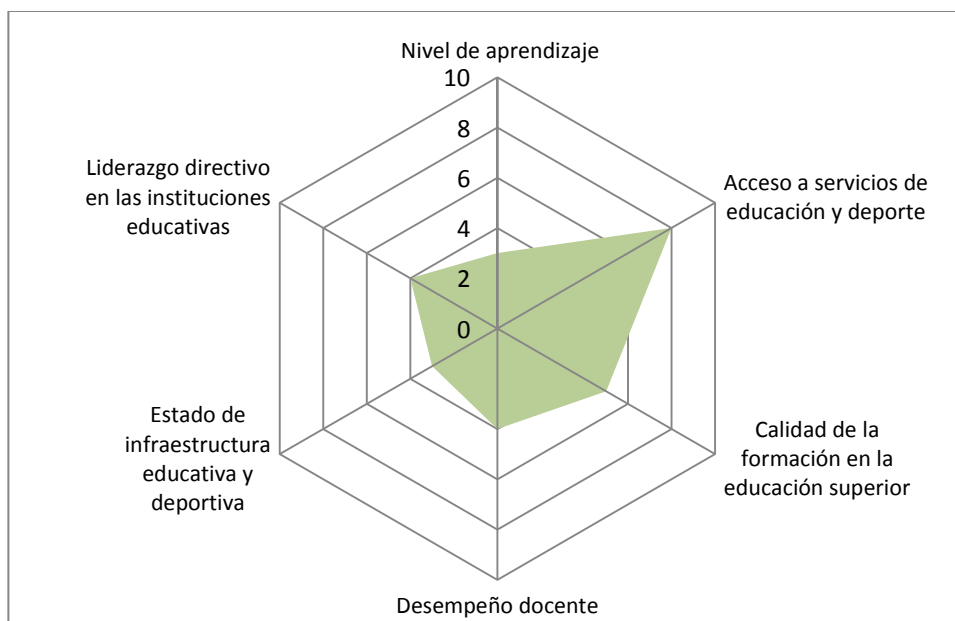 Nivel de aprendizaje
10
8
6
4
2
0
Acceso a servicios de
educación y deporte
Calidad de la
formación en la
educación superior
Desempeño docente
Estado de
infraestructura
educativa y
deportiva
Liderazgo directivo
en las instituciones
educativas